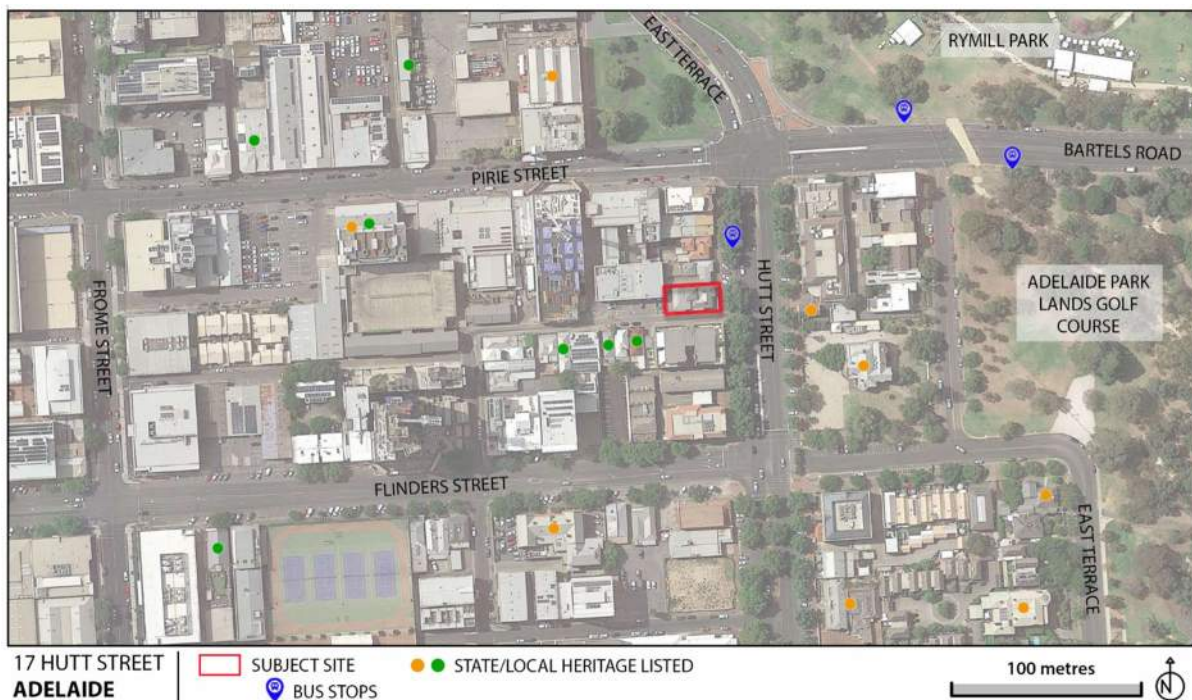 EAST TERRACE
RYMILL PARK
BARTELS ROAD
PIRIE STREET
FROME STREET
HUTT STREET
ADELAIDE PARK
LANDS GOLF
COURSE
FLINDERS STREET
EAST TERRACE
17 HUTT STREET
ADELAIDE
SUBJECT SITE
STATE/LOCAL HERITAGE LISTED
BUS STOPS
100 metres
N